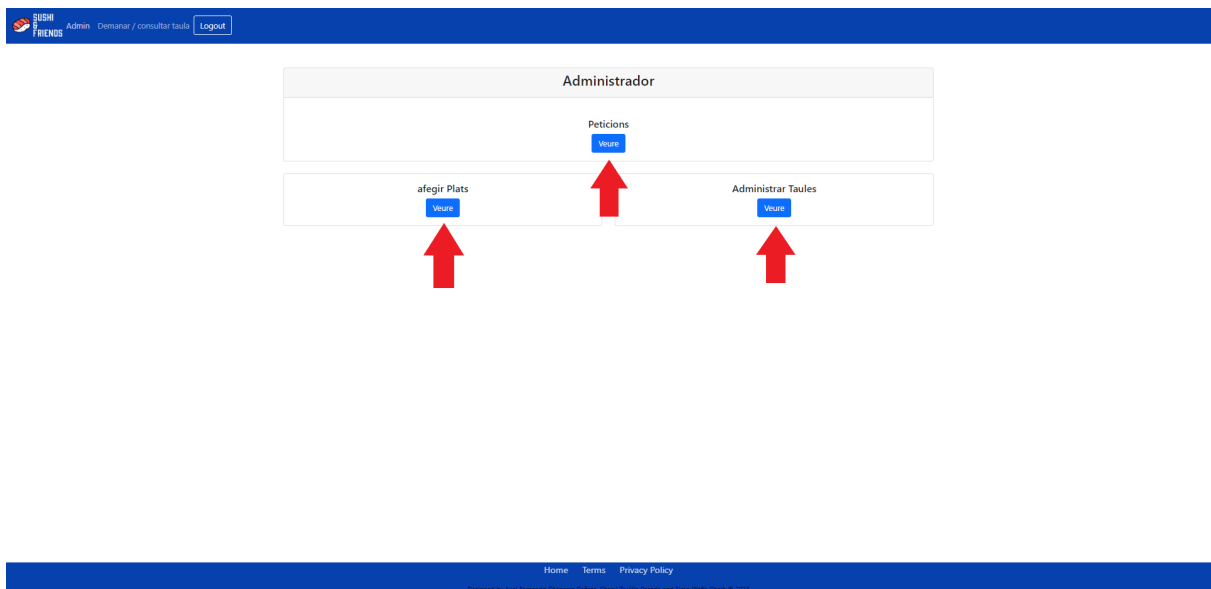 SUSHI
&
FRIENDS
Admin Demanar / consultar taula Logout
Administrador
Peticions
Veure
afegir Plats
Veure
Administrar Taules
Veure
Home Terms Privacy Policy